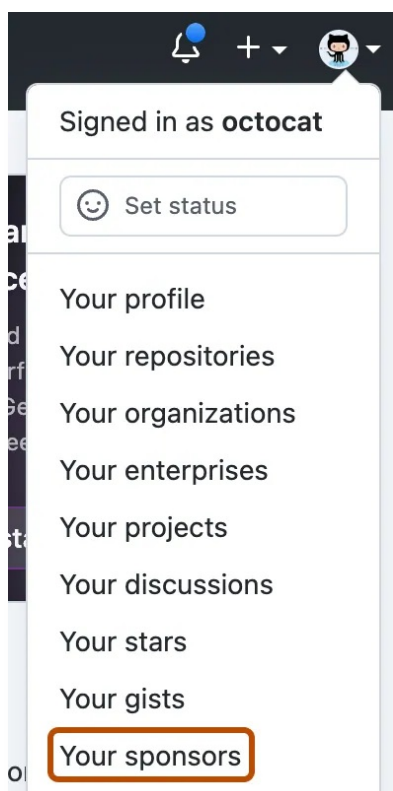 Signed in as octocat
Set status
Your profile
Your repositories
Your organizations
Your enterprises
Your projects
Your discussions
Your stars
Your gists
Your sponsors